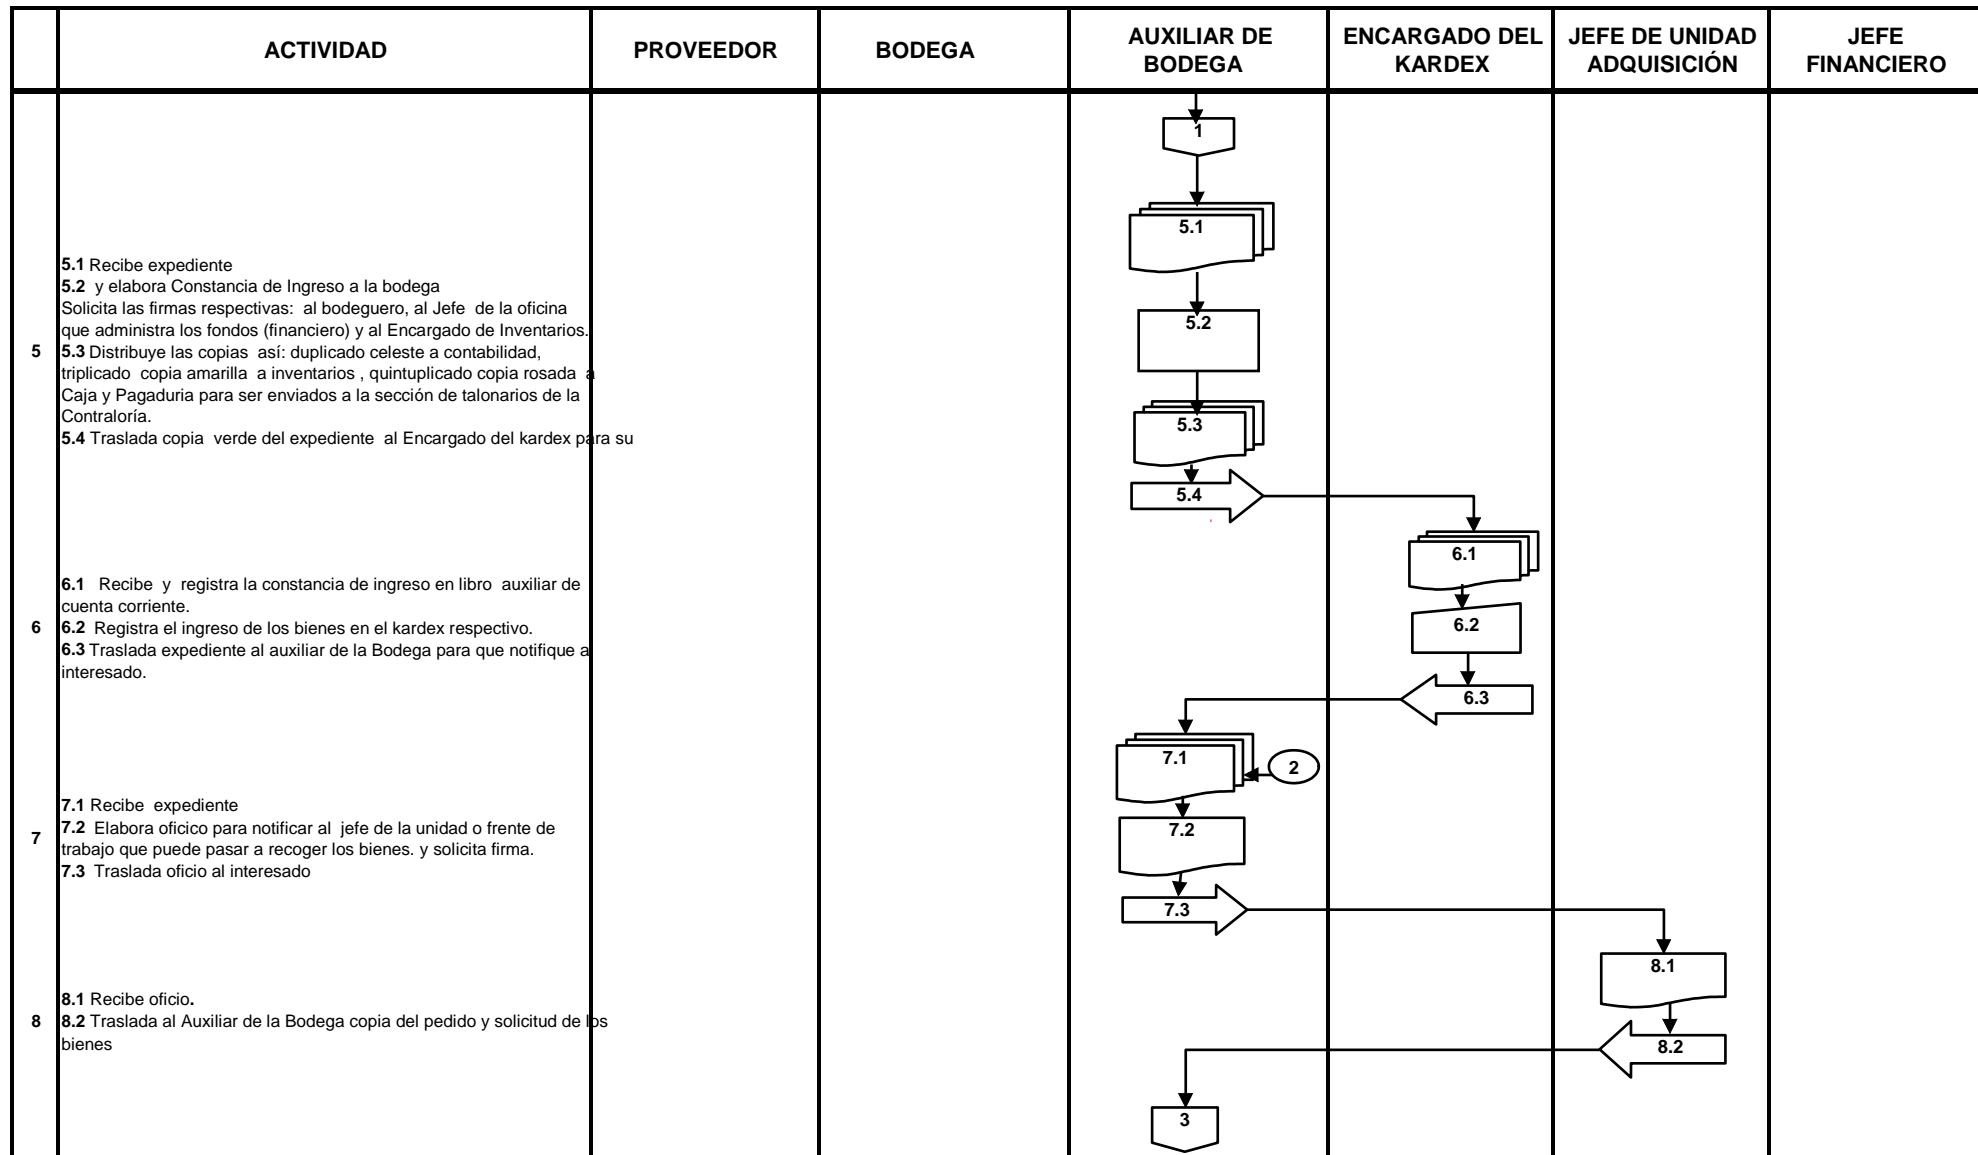 ACTIVIDAD
PROVEEDOR
BODEGA
AUXILIAR DE
BODEGA
ENCARGADO DEL
KARDEX
JEFE DE UNIDAD
ADQUISICIÓN
JEFE
FINANCIERO
1
5.1
5.2
5.3
5.4
5
5.1 Recibe expediente
5.2 y elabora Constancia de Ingreso a la bodega
Solicita las firmas respectivas: al bodeguero, al Jefe de la oficina
que administra los fondos (financiero) y al Encargado de Inventarios.
5.3 Distribuye las copias así: duplicado celeste a contabilidad,
triplicado copia amarilla a inventarios , quintuplicado copia rosada a
Caja y Pagaduria para ser enviados a la sección de talonarios de la
Contraloría.
5.4 Traslada copia verde del expediente al Encargado del kardex para su
6.1
6.2
6.3
6
6.1 Recibe y registra la constancia de ingreso en libro auxiliar de
cuenta corriente.
6.2 Registra el ingreso de los bienes en el kardex respectivo.
6.3 Traslada expediente al auxiliar de la Bodega para que notifique a
interesado.
7.1
2
7.2
7.3
7
7.1 Recibe expediente
7.2 Elabora oficico para notificar al jefe de la unidad o frente de
trabajo que puede pasar a recoger los bienes. y solicita firma.
7.3 Traslada oficio al interesado
8.1
8.2
8
8.1 Recibe oficio.
8.2 Traslada al Auxiliar de la Bodega copia del pedido y solicitud de los
bienes
3